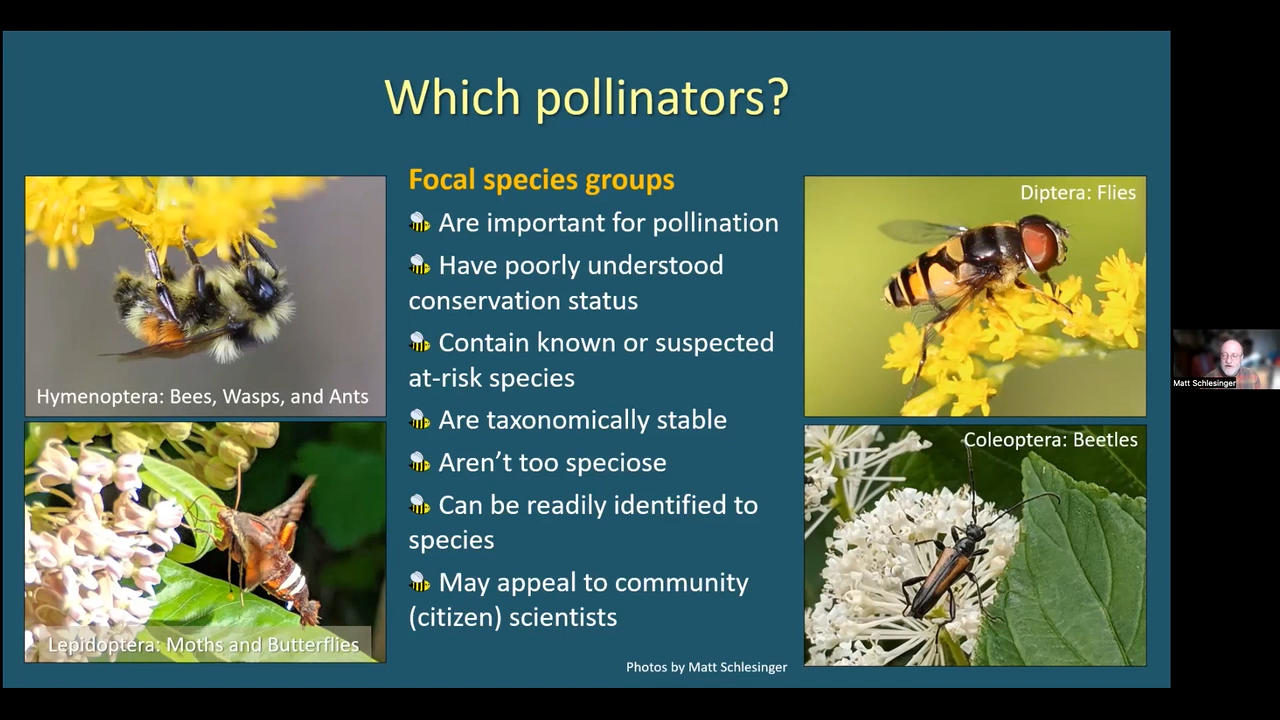 Which pollinators?
Focal species groups
Are important for pollination
Have poorly understood
conservation status
Contain known or suspected
at-risk species
Are taxonomically stable
Aren’t too speciose
Can be readily identified to
species
May appeal to community
(citizen) scientists
Hymenoptera: Bees, Wasps, and Ants
Lepidoptera: Moths and Butterflies
Diptera: Flies
Coleoptera: Beetles
Photos by Matt Schlesinger
Matt Schlesinger